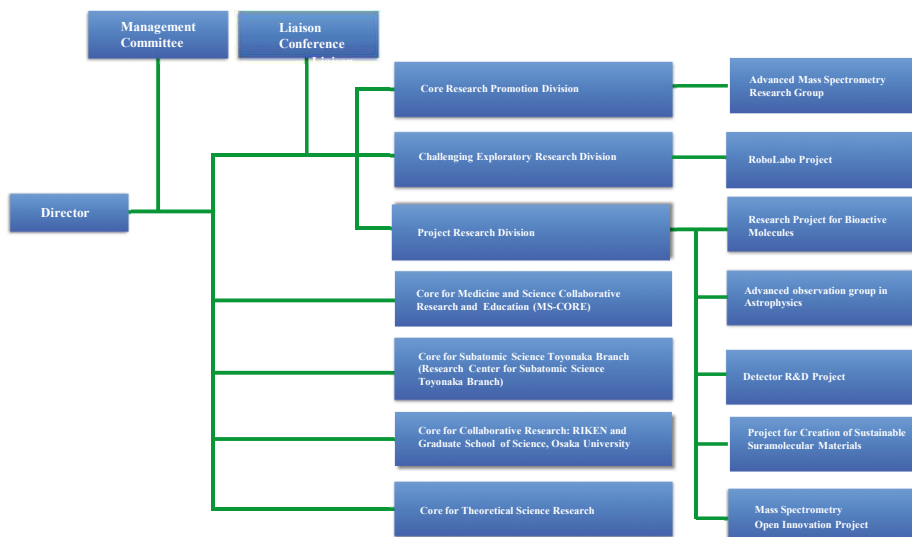 Management
Committee
Liaison
Conference
Liaison
Core Research Promotion Division
Advanced Mass Spectrometry
Research Group
Challenging Exploratory Research Division
RoboLabo Project
Director
Project Research Division
Research Project for Bioactive
Molecules
Core for Medicine and Science Collaborative
Research and Education (MS-CORE)
Advanced observation group in
Astrophysics
Core for Subatomic Science Toyonaka Branch
(Research Center for Subatomic Science
Toyonaka Branch)
Detector R&D Project
Core for Collaborative Research: RIKEN and
Graduate School of Science, Osaka University
Project for Creation of Sustainable
Suramolecular Materials
Core for Theoretical Science Research
Mass Spectrometry
Open Innovation Project